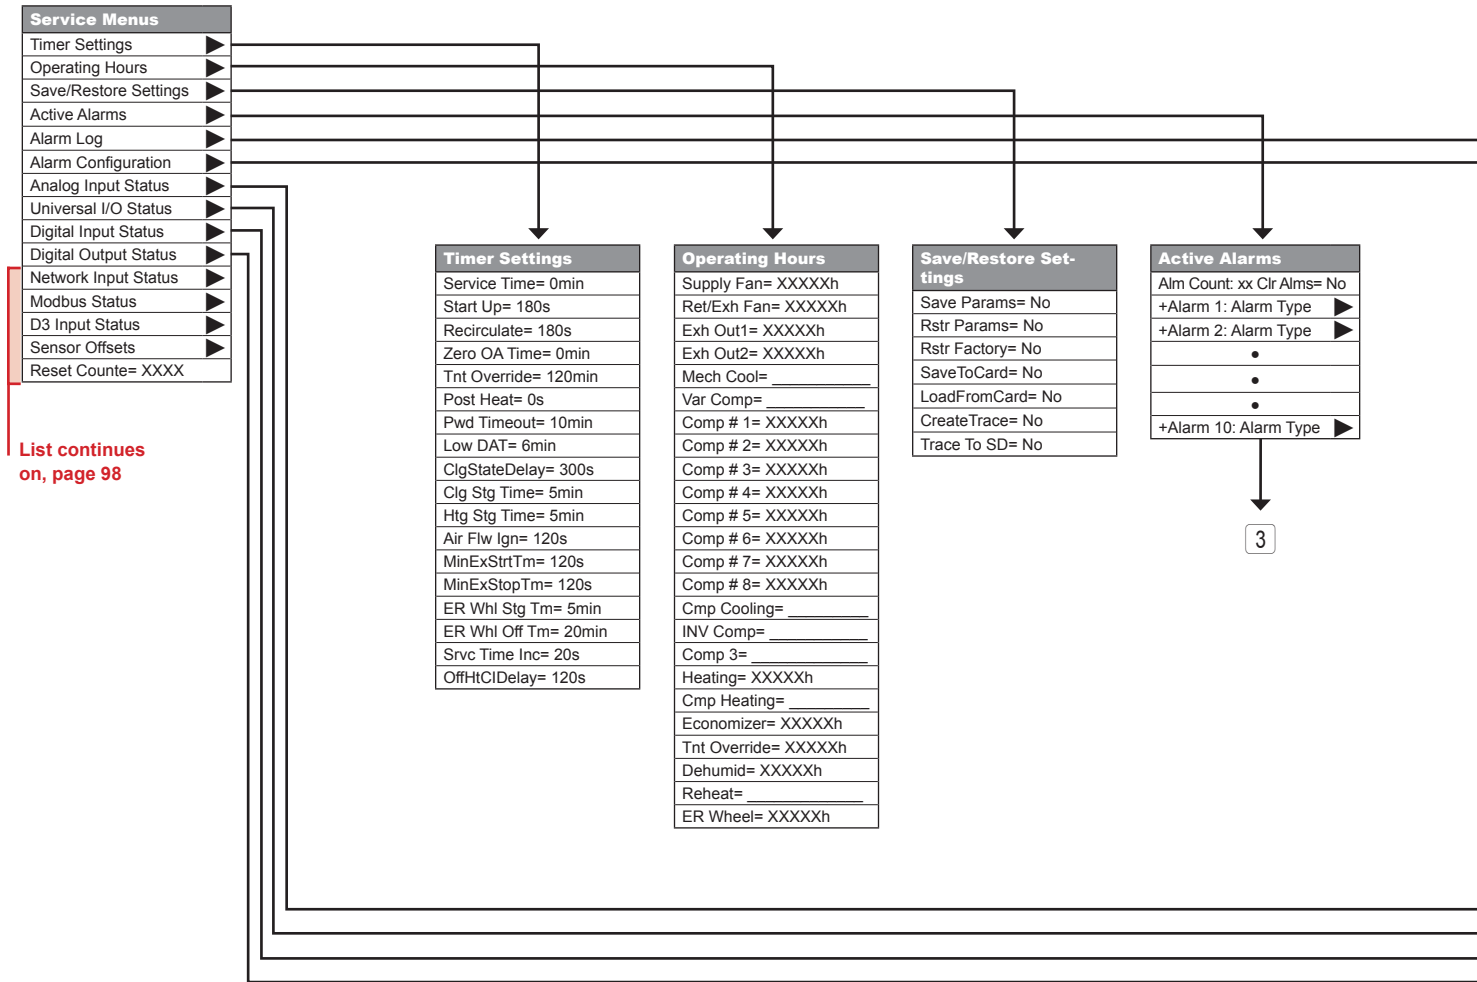 Service Menus
Timer Settings
Operating Hours
Save/Restore Settings
Active Alarms
Alarm Log
Alarm Configuration
Analog Input Status
Universal I/O Status
Digital Input Status
Digital Output Status
Network Input Status
Modbus Status
D3 Input Status
Sensor Offsets
Reset Counte= XXXX
List continues
on, page 98
Timer Settings
Service Time= 0min
Start Up= 180s
Recirculate= 180s
Zero OA Time= 0min
Tnt Override= 120min
Post Heat= 0s
Pwd Timeout= 10min
Low DAT= 6min
ClgStateDelay= 300s
Clg Stg Time= 5min
Htg Stg Time= 5min
Air Flw Ign= 120s
MinExStrtTm= 120s
MinExStopTm= 120s
ER Whl Stg Tm= 5min
ER Whl Off Tm= 20min
Srvc Time Inc= 20s
OffHtClDelay= 120s
Operating Hours
Supply Fan= XXXXXh
Ret/Exh Fan= XXXXXh
Exh Out1= XXXXXh
Exh Out2= XXXXXh
Mech Cool= ____________
Var Comp= ____________
Comp # 1= XXXXXh
Comp # 2= XXXXXh
Comp # 3= XXXXXh
Comp # 4= XXXXXh
Comp # 5= XXXXXh
Comp # 6= XXXXXh
Comp # 7= XXXXXh
Comp # 8= XXXXXh
Cmp Cooling= __________
INV Comp= ____________
Comp 3= ______________
Heating= XXXXXh
Cmp Heating= __________
Economizer= XXXXXh
Tnt Override= XXXXXh
Dehumid= XXXXXh
Reheat= ______________
ER Wheel= XXXXXh
Save/Restore Set-
tings
Save Params= No
Rstr Params= No
Rstr Factory= No
SaveToCard= No
LoadFromCard= No
CreateTrace= No
Trace To SD= No
Active Alarms
Alm Count: xx Clr Alms= No
+Alarm 1: Alarm Type
+Alarm 2: Alarm Type
•
•
•
+Alarm 10: Alarm Type
3